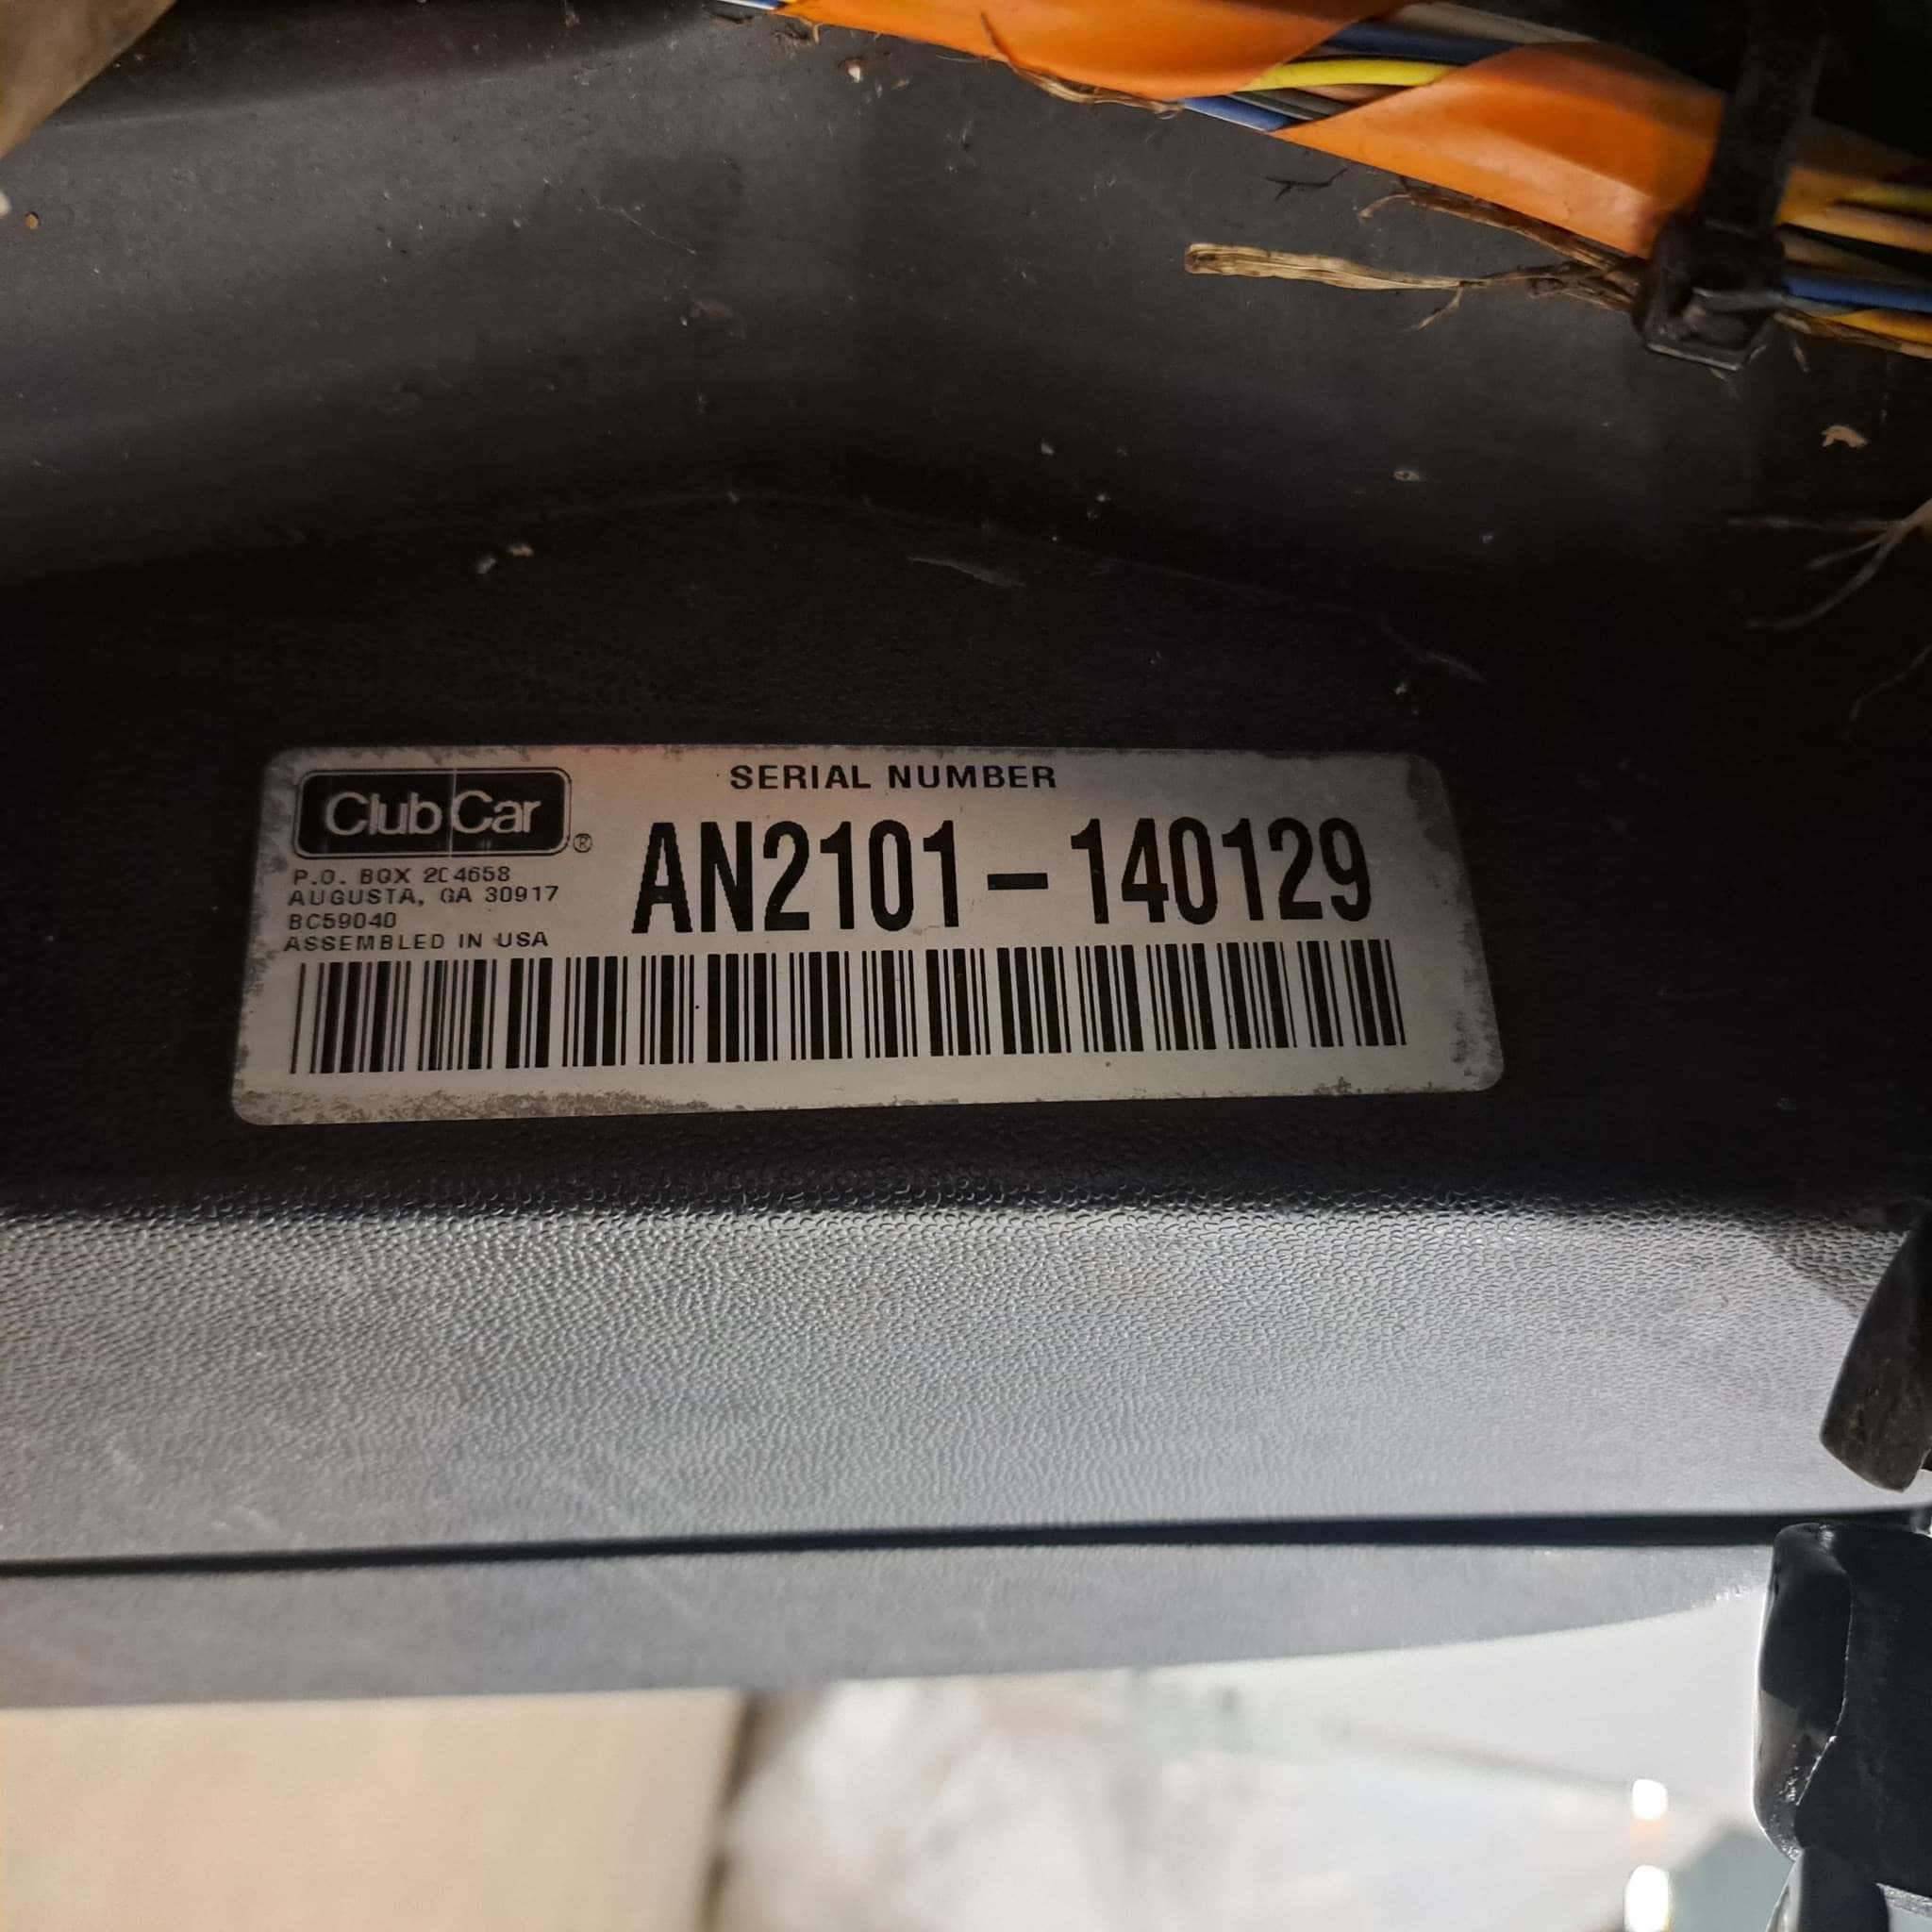 SERIAL NUMBER
Club Car®
AN2101-140129
P.O. BOX 204658
AUGUSTA, GA 30917
BC59040
ASSEMBLED IN USA